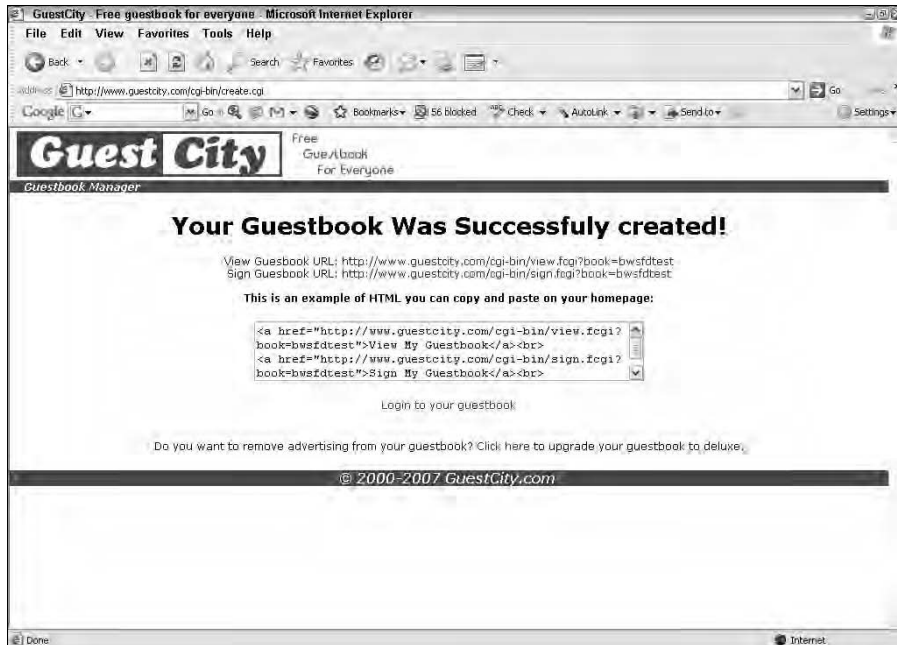 GuestCity - Free guestbook for everyone - Microsoft Internet Explorer
File Edit View Favorites Tools Help
Back Search Favorites
Address http://www.guestcity.com/cgi-bin/create.cgi Go
Google G Go Bookmarks 56 blocked Check AutoLink Send to Settings
Guest City
Free
Guestbook
For Everyone
Guestbook Manager
Your Guestbook Was Successfuly created!
View Guesbook URL: http://www.guestcity.com/cgi-bin/view.fcgi?book=bwsfdtest
Sign Guesbook URL: http://www.guestcity.com/cgi-bin/sign.fcgi?book=bwsfdtest
This is an example of HTML you can copy and paste on your homepage:
<a href="http://www.guestcity.com/cgi-bin/view.fcgi?
book=bwsfdtest">View My Guestbook</a><br>
<a href="http://www.guestcity.com/cgi-bin/sign.fcgi?
book=bwsfdtest">Sign My Guestbook</a><br>
Login to your guestbook
Do you want to remove advertising from your guestbook? Click here to upgrade your guestbook to deluxe.
© 2000-2007 GuestCity.com
Done Internet